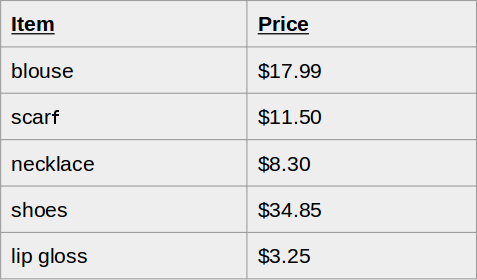 Item Price
blouse $17.99
scarf $11.50
necklace $8.30
shoes $34.85
lip gloss $3.25